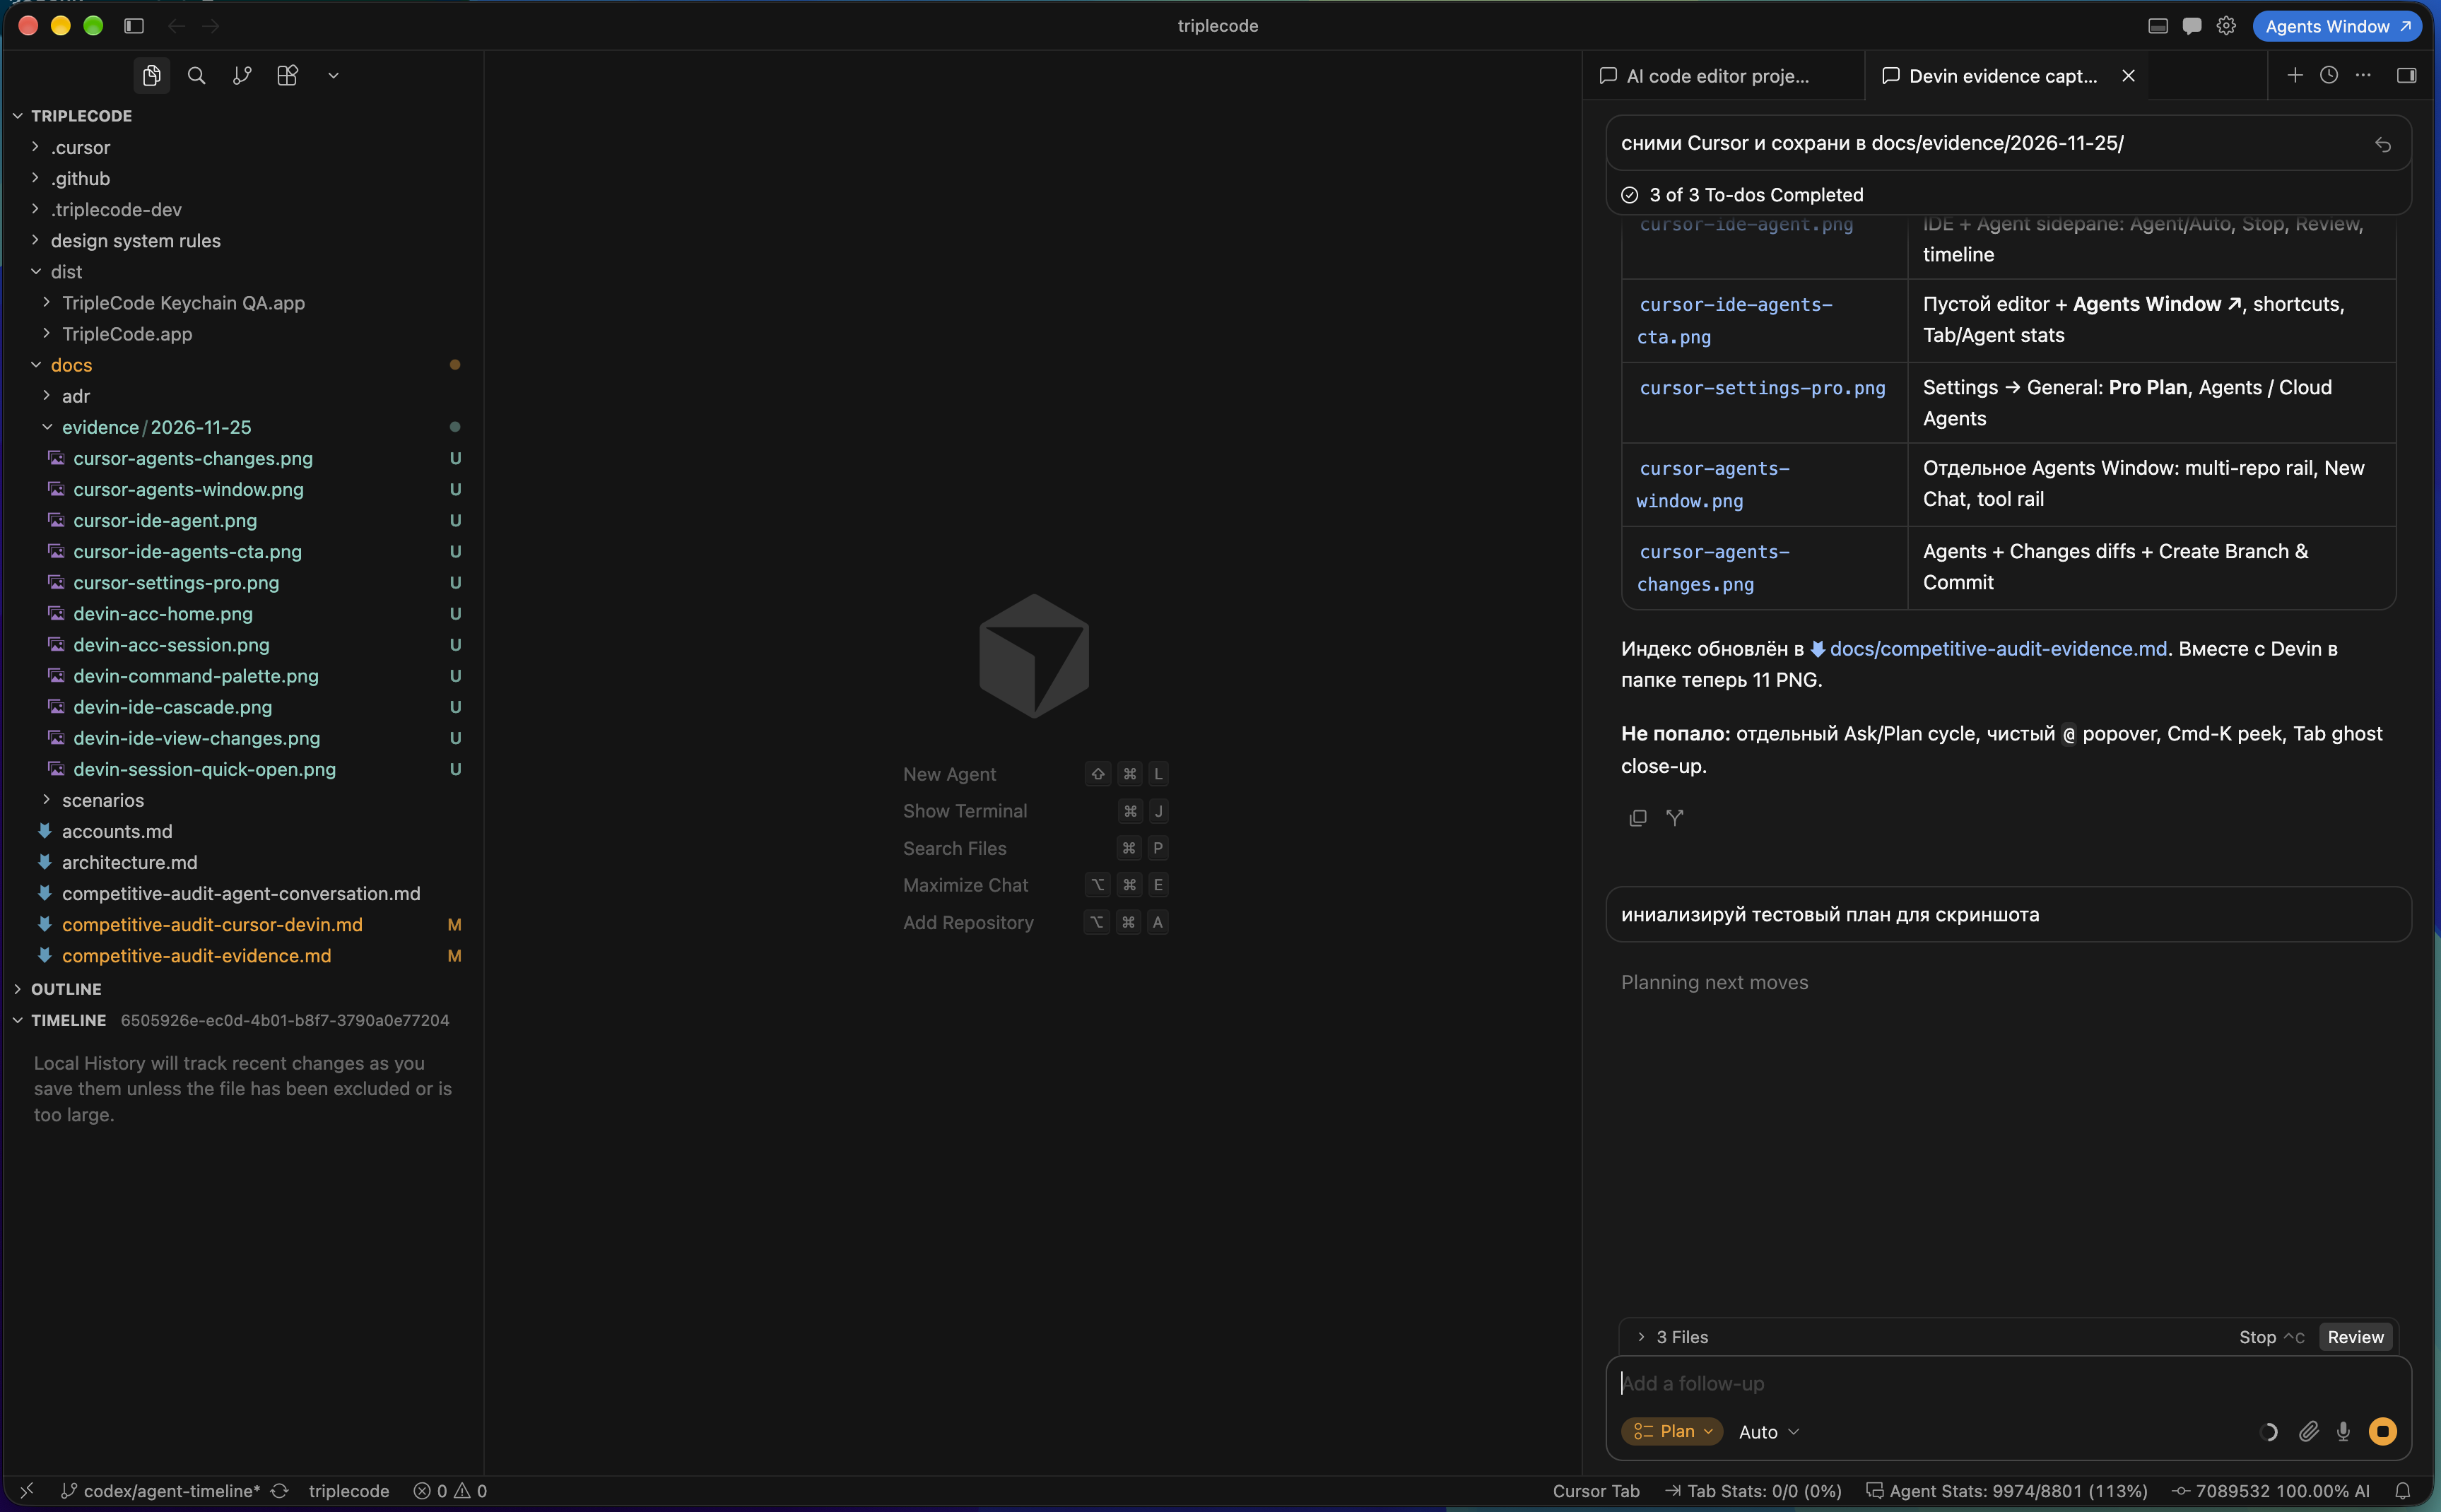 triplecode
Agents Window ↗
TRIPLECODE
.cursor
.github
.triplecode-dev
design system rules
dist
TripleCode Keychain QA.app
TripleCode.app
docs
adr
evidence/2026-11-25
cursor-agents-changes.png U
cursor-agents-window.png U
cursor-ide-agent.png U
cursor-ide-agents-cta.png U
cursor-settings-pro.png U
devin-acc-home.png U
devin-acc-session.png U
devin-command-palette.png U
devin-ide-cascade.png U
devin-ide-view-changes.png U
devin-session-quick-open.png U
scenarios
accounts.md
architecture.md
competitive-audit-agent-conversation.md
competitive-audit-cursor-devin.md M
competitive-audit-evidence.md M
OUTLINE
TIMELINE 6505926e-ec0d-4b01-b8f7-3790a0e77204
Local History will track recent changes as you
save them unless the file has been excluded or is
too large.
New Agent ⇧ ⌘ L
Show Terminal ⌘ J
Search Files ⌘ P
Maximize Chat ⌥ ⌘ E
Add Repository ⌥ ⌘ A
AI code editor proje...
Devin evidence capt...
сними Cursor и сохрани в docs/evidence/2026-11-25/
3 of 3 To-dos Completed
cursor-ide-agent.png
IDE + Agent sidepane: Agent/Auto, Stop, Review,
timeline
cursor-ide-agents-
cta.png
Пустой editor + Agents Window ↗, shortcuts,
Tab/Agent stats
cursor-settings-pro.png
Settings → General: Pro Plan, Agents / Cloud
Agents
cursor-agents-
window.png
Отдельное Agents Window: multi-repo rail, New
Chat, tool rail
cursor-agents-
changes.png
Agents + Changes diffs + Create Branch &
Commit
Индекс обновлён в docs/competitive-audit-evidence.md. Вместе с Devin в
папке теперь 11 PNG.
Не попало: отдельный Ask/Plan cycle, чистый @ popover, Cmd-K peek, Tab ghost
close-up.
иниализируй тестовый план для скриншота
Planning next moves
3 Files
Stop ^C Review
Add a follow-up
Plan Auto
codex/agent-timeline* triplecode 0 0
Cursor Tab Tab Stats: 0/0 (0%) Agent Stats: 9974/8801 (113%) 7089532 100.00% AI